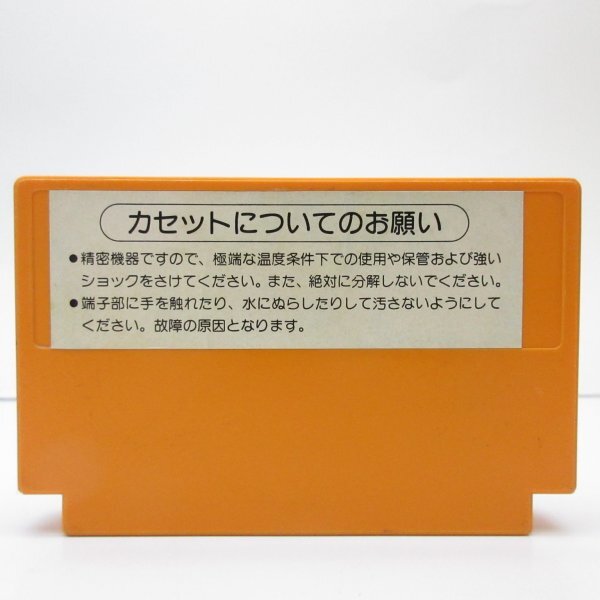 カセットについてのお願い
●精密機器ですので、極端な温度条件下での使用や保管および強い
ショックをさけてください。また、絶対に分解しないでください。
●端子部に手を触れたり、水にぬらしたりして汚さないようにして
ください。故障の原因となります。